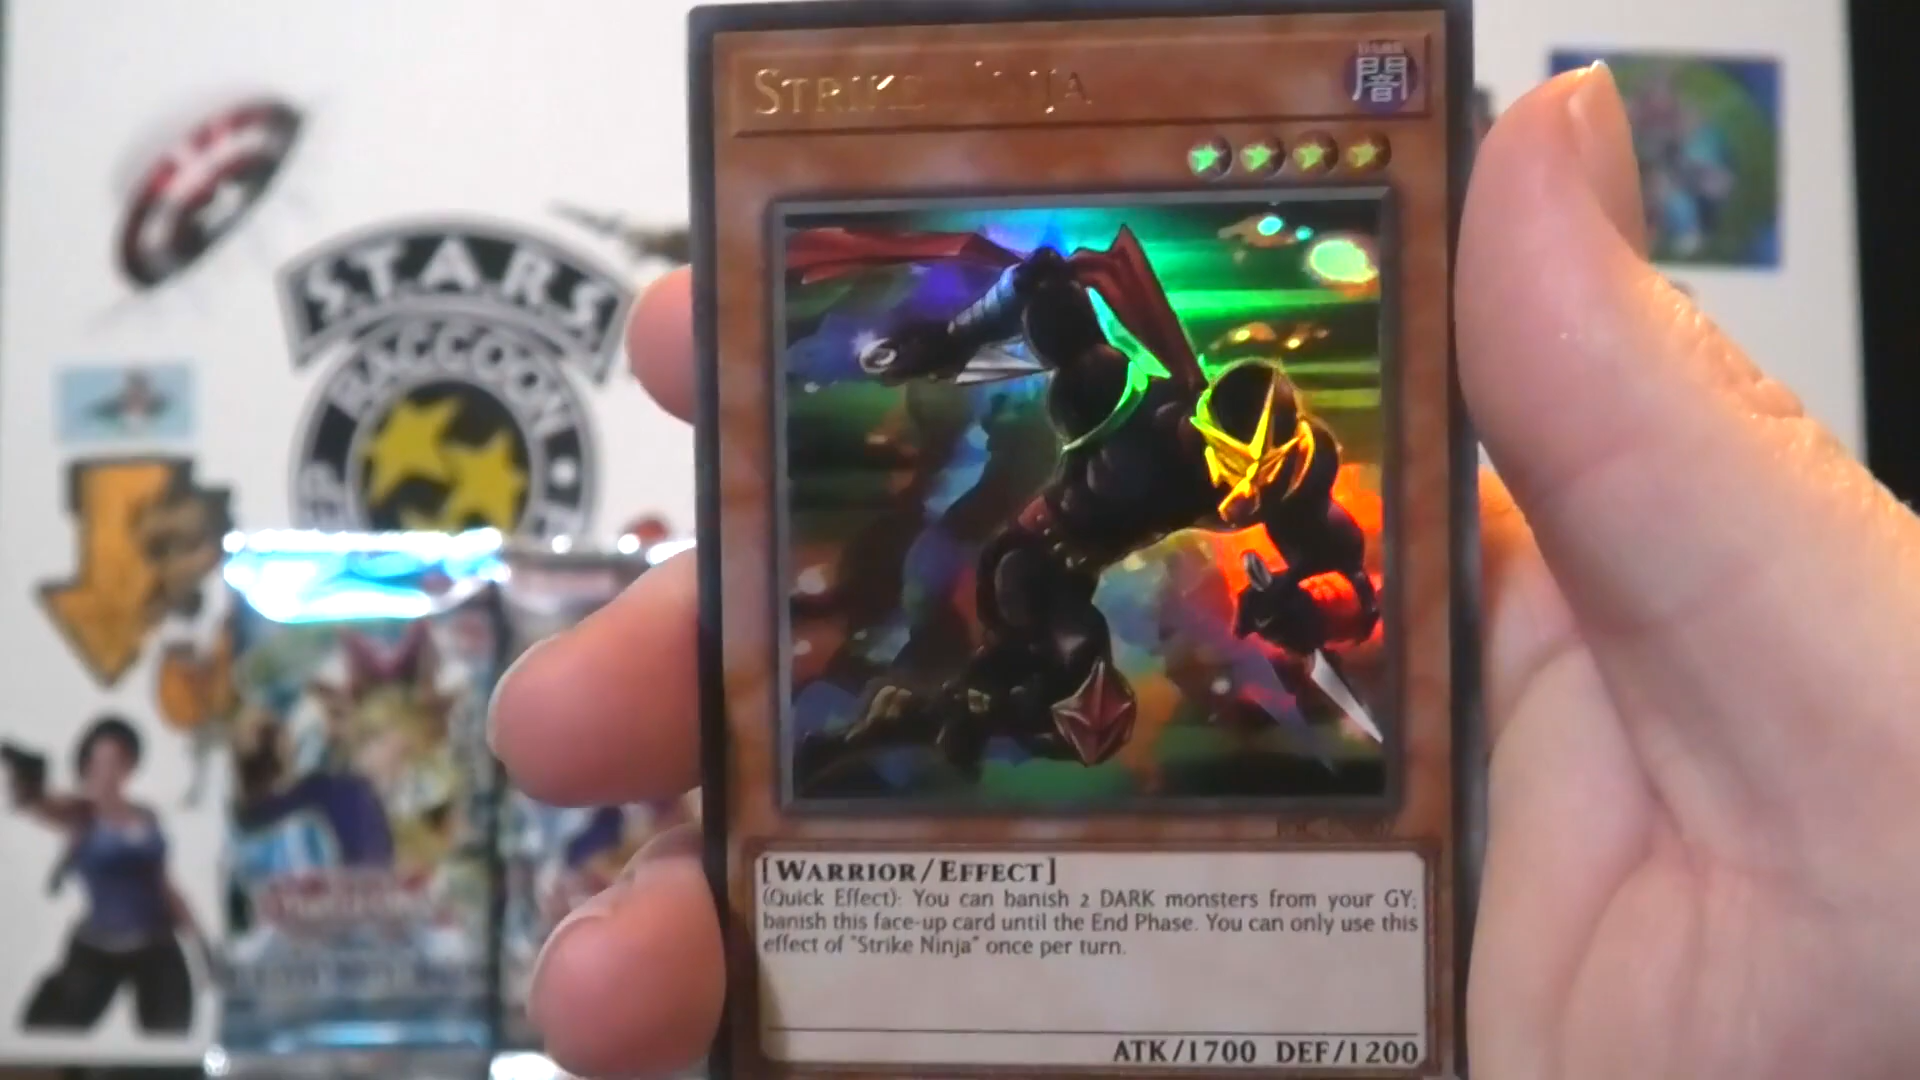 STRIKE NINJA
DARK
闇
[WARRIOR/EFFECT]
(Quick Effect): You can banish 2 DARK monsters from your GY;
banish this face-up card until the End Phase. You can only use this
effect of "Strike Ninja" once per turn.
ATK/1700 DEF/1200
S.T.A.R.S.
RACCOON